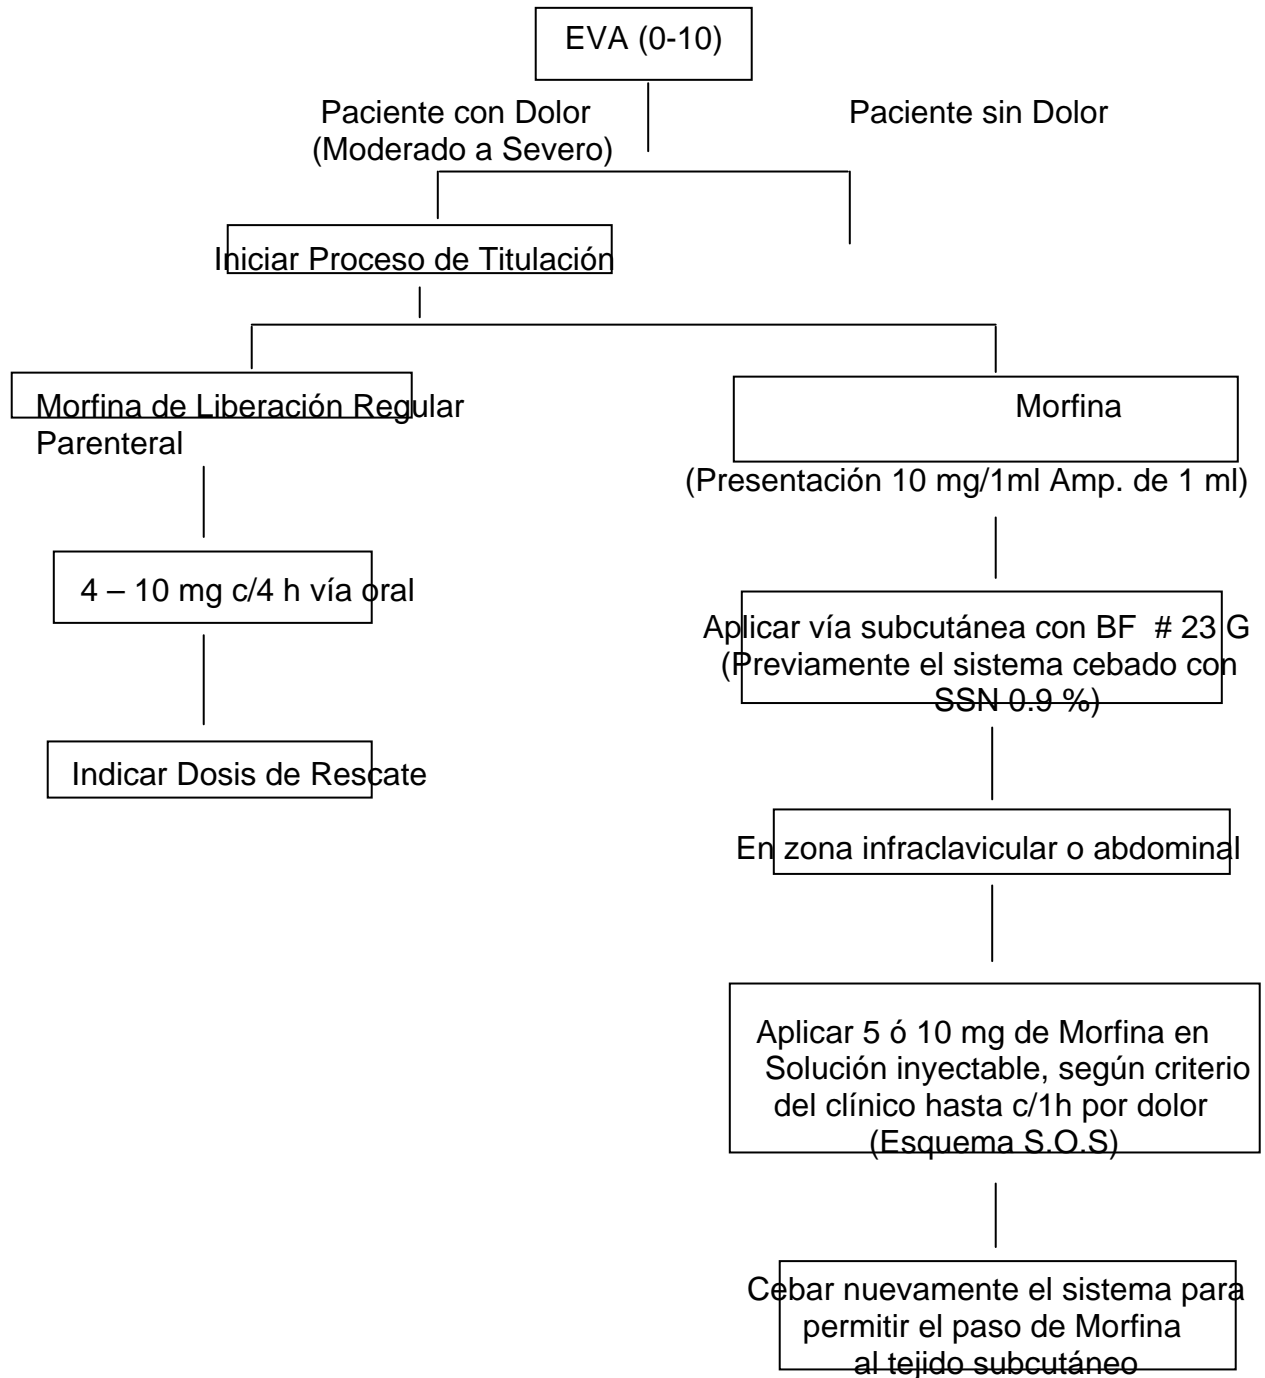 EVA (0-10)
Paciente con Dolor
(Moderado a Severo)
Paciente sin Dolor
Iniciar Proceso de Titulación
Morfina de Liberación Regular
Parenteral
Morfina
(Presentación 10 mg/1ml Amp. de 1 ml)
4 – 10 mg c/4 h vía oral
Indicar Dosis de Rescate
Aplicar vía subcutánea con BF # 23 G
(Previamente el sistema cebado con
SSN 0.9 %)
En zona infraclavicular o abdominal
Aplicar 5 ó 10 mg de Morfina en
Solución inyectable, según criterio
del clínico hasta c/1h por dolor
(Esquema S.O.S)
Cebar nuevamente el sistema para
permitir el paso de Morfina
al tejido subcutáneo